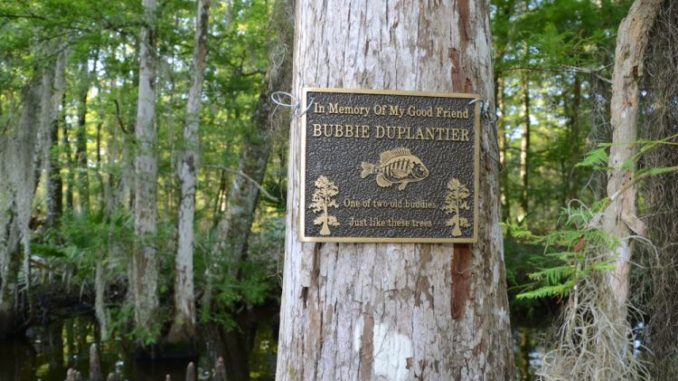 In Memory Of My Good Friend
BUBBIE DUPLANTIER
One of two old buddies
Just like these trees